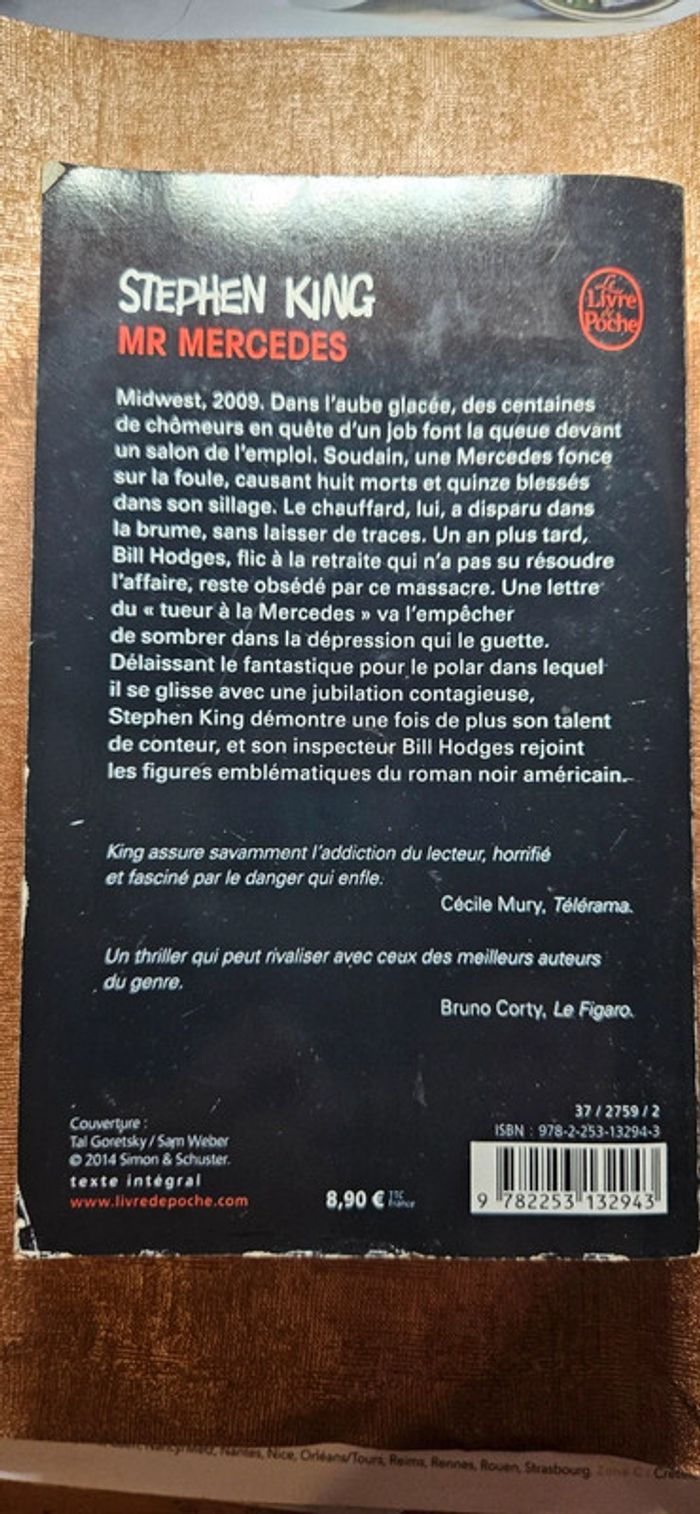 STEPHEN KING
MR MERCEDES
Le
Livre
de
Poche
Midwest, 2009. Dans l'aube glacée, des centaines
de chômeurs en quête d'un job font la queue devant
un salon de l'emploi. Soudain, une Mercedes fonce
sur la foule, causant huit morts et quinze blessés
dans son sillage. Le chauffard, lui, a disparu dans
la brume, sans laisser de traces. Un an plus tard,
Bill Hodges, flic à la retraite qui n'a pas su résoudre
l'affaire, reste obsédé par ce massacre. Une lettre
du « tueur à la Mercedes » va l'empêcher
de sombrer dans la dépression qui le guette.
Délaissant le fantastique pour le polar dans lequel
il se glisse avec une jubilation contagieuse,
Stephen King démontre une fois de plus son talent
de conteur, et son inspecteur Bill Hodges rejoint
les figures emblématiques du roman noir américain.
King assure savamment l'addiction du lecteur, horrifié
et fasciné par le danger qui enfle.
Cécile Mury, Télérama.
Un thriller qui peut rivaliser avec ceux des meilleurs auteurs
du genre.
Bruno Corty, Le Figaro.
Couverture :
Tal Goretsky / Sam Weber
© 2014 Simon & Schuster.
texte intégral
www.livredepoche.com
8,90 € TTC
France
37 / 2759 / 2
ISBN : 978-2-253-13294-3
9 782253 132943
Nantes, Nice, Orléans/Tours, Reims, Rennes, Rouen, Strasbourg. Zone C :